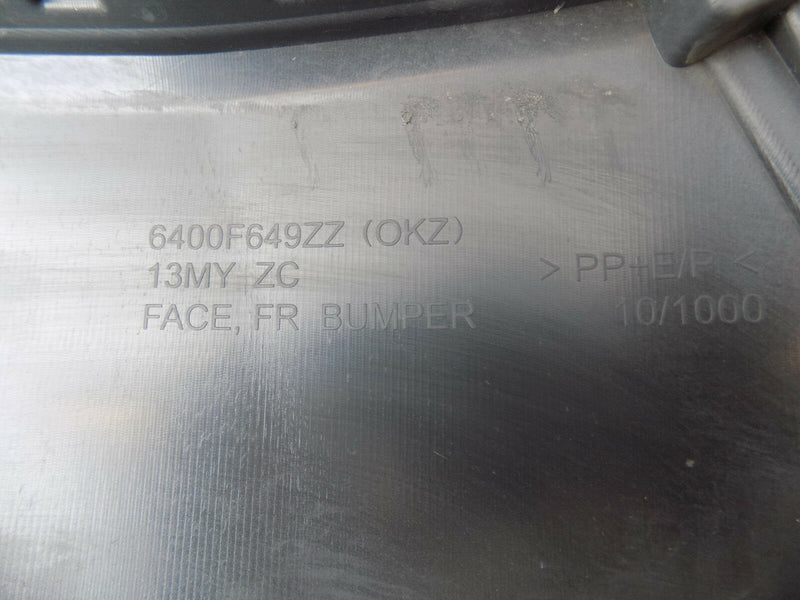 6400F649ZZ (OKZ)
13MY ZC
FACE, FR BUMPER
> PP+E/P <
10/1000